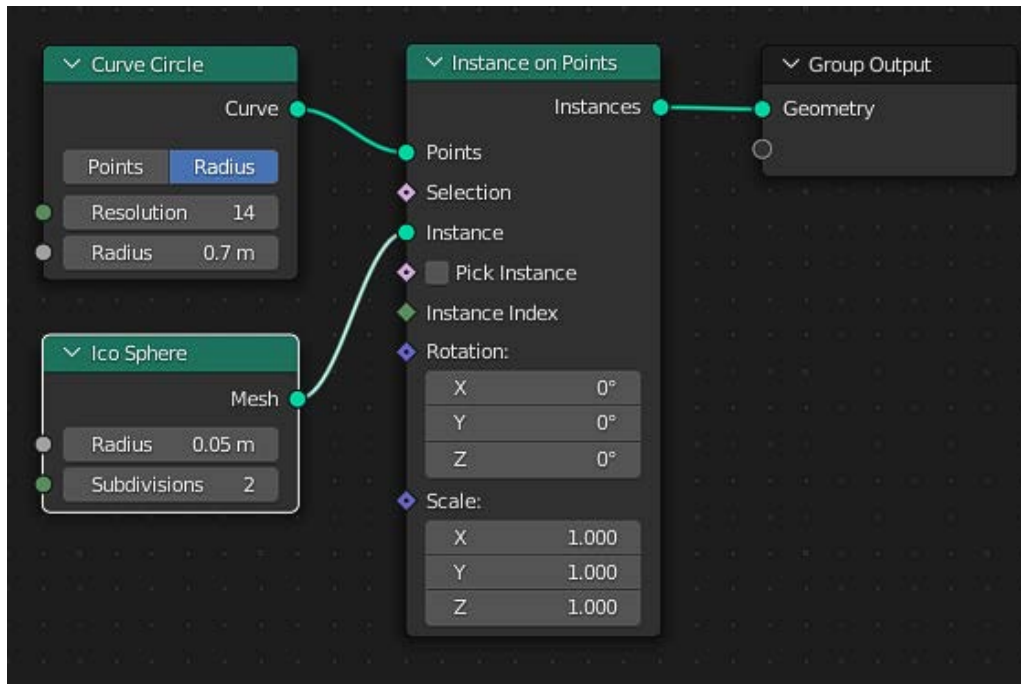 Curve Circle
Curve
Points Radius
Resolution 14
Radius 0.7 m
Ico Sphere
Mesh
Radius 0.05 m
Subdivisions 2
Instance on Points
Instances
Points
Selection
Instance
Pick Instance
Instance Index
Rotation:
X 0°
Y 0°
Z 0°
Scale:
X 1.000
Y 1.000
Z 1.000
Group Output
Geometry